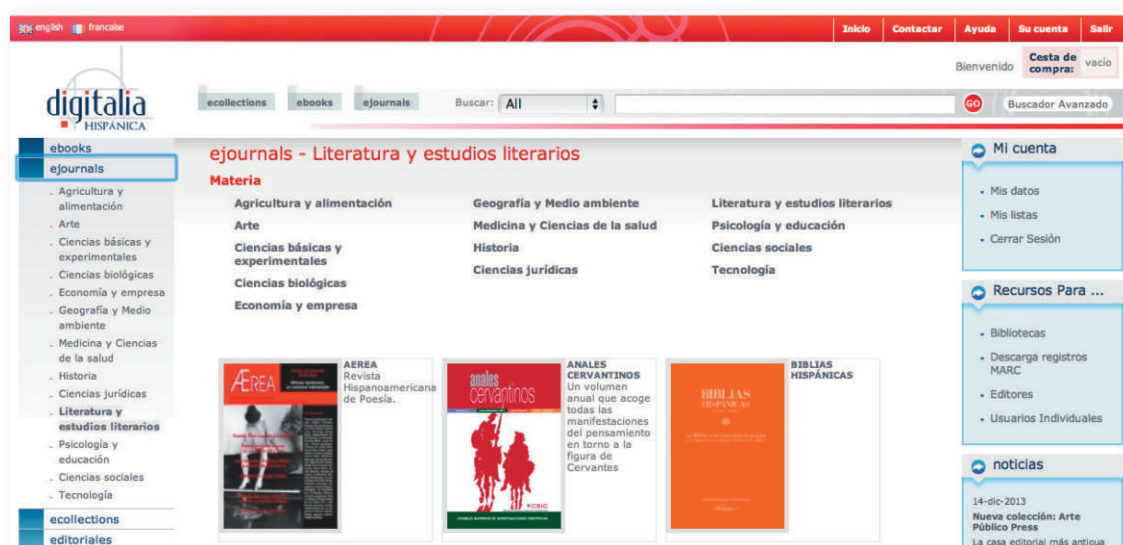 english francaise
Inicio Contactar Ayuda Su cuenta Salir
Bienvenido Cesta de compra: vacío
digitalia
HISPÁNICA
ecollections ebooks ejournals Buscar: All GO Buscador Avanzado
ebooks
ejournals
Agricultura y
alimentación
Arte
Ciencias básicas y
experimentales
Ciencias biológicas
Economía y empresa
Geografía y Medio
ambiente
Medicina y Ciencias
de la salud
Historia
Ciencias jurídicas
Literatura y
estudios literarios
Psicología y
educación
Ciencias sociales
Tecnología
ecollections
editoriales
ejournals - Literatura y estudios literarios
Materia
Agricultura y alimentación
Arte
Ciencias básicas y
experimentales
Ciencias biológicas
Economía y empresa
Geografía y Medio ambiente
Medicina y Ciencias de la salud
Historia
Ciencias jurídicas
Literatura y estudios literarios
Psicología y educación
Ciencias sociales
Tecnología
ÆREA
AEREA
Revista
Hispanoamericana
de Poesía.
anales
cervantinos
CSIC
ANALES
CERVANTINOS
Un volumen
anual que acoge
todas las
manifestaciones
del pensamiento
en torno a la
figura de
Cervantes
BIBLIAS
HISPÁNICAS
BIBLIAS
HISPÁNICAS
Mi cuenta
Mis datos
Mis listas
Cerrar Sesión
Recursos Para ...
Bibliotecas
Descarga registros
MARC
Editores
Usuarios Individuales
noticias
14-dic-2013
Nueva colección: Arte
Público Press
La casa editorial más antigua